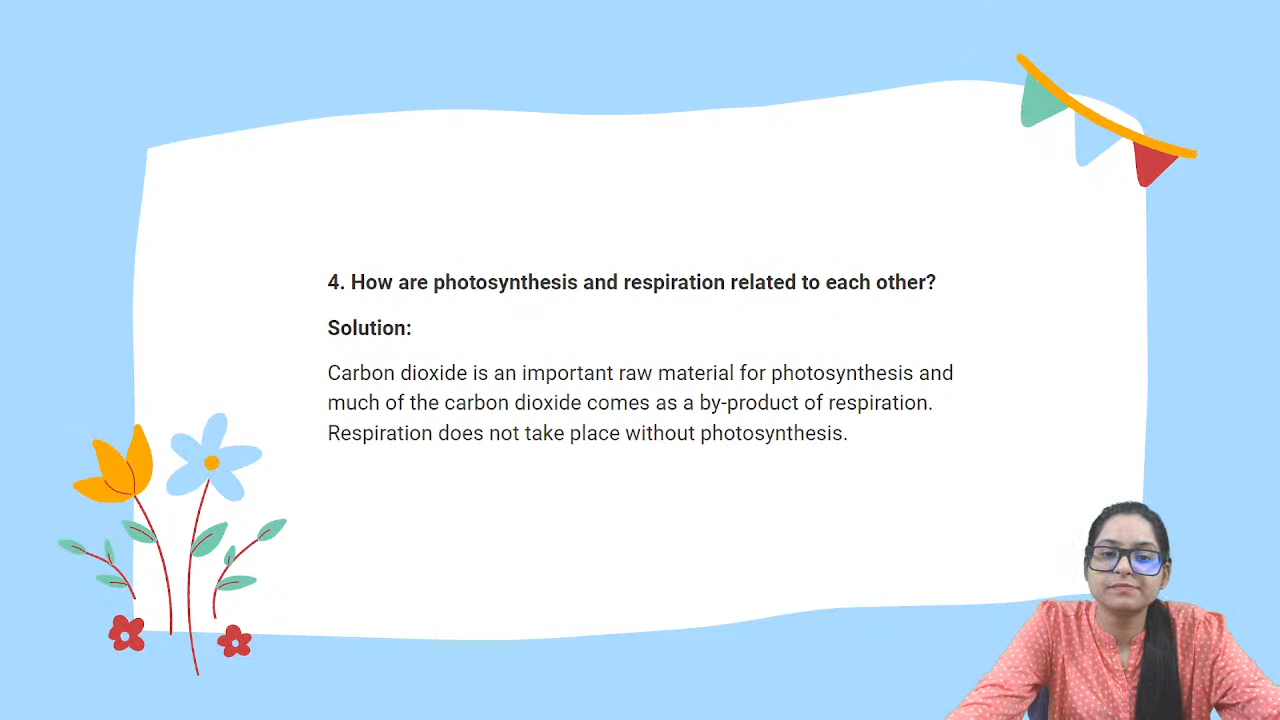 4. How are photosynthesis and respiration related to each other?
Solution:
Carbon dioxide is an important raw material for photosynthesis and
much of the carbon dioxide comes as a by-product of respiration.
Respiration does not take place without photosynthesis.